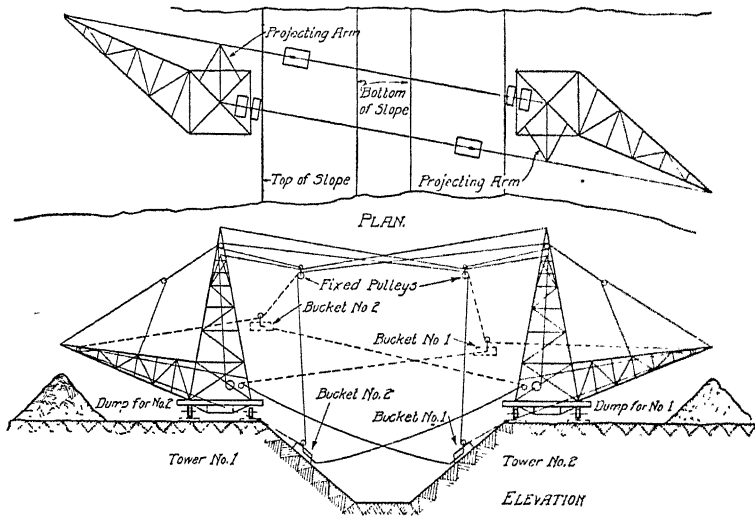 Projecting Arm
Bottom
of Slope
Top of Slope
Projecting Arm
PLAN.
Fixed Pulleys
Bucket No 2
Bucket No 1
Dump for No.2
Bucket No. 2
Bucket No.1
Dump for No 1
Tower No. 1
Tower No. 2
ELEVATION